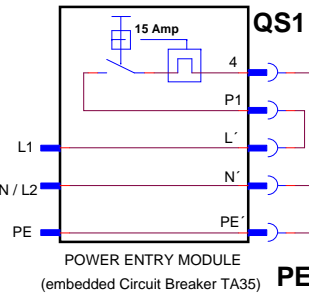 15 Amp
QS1
4
P1
L1
L´
N / L2
N´
PE
PE´
POWER ENTRY MODULE
(embedded Circuit Breaker TA35)
PE